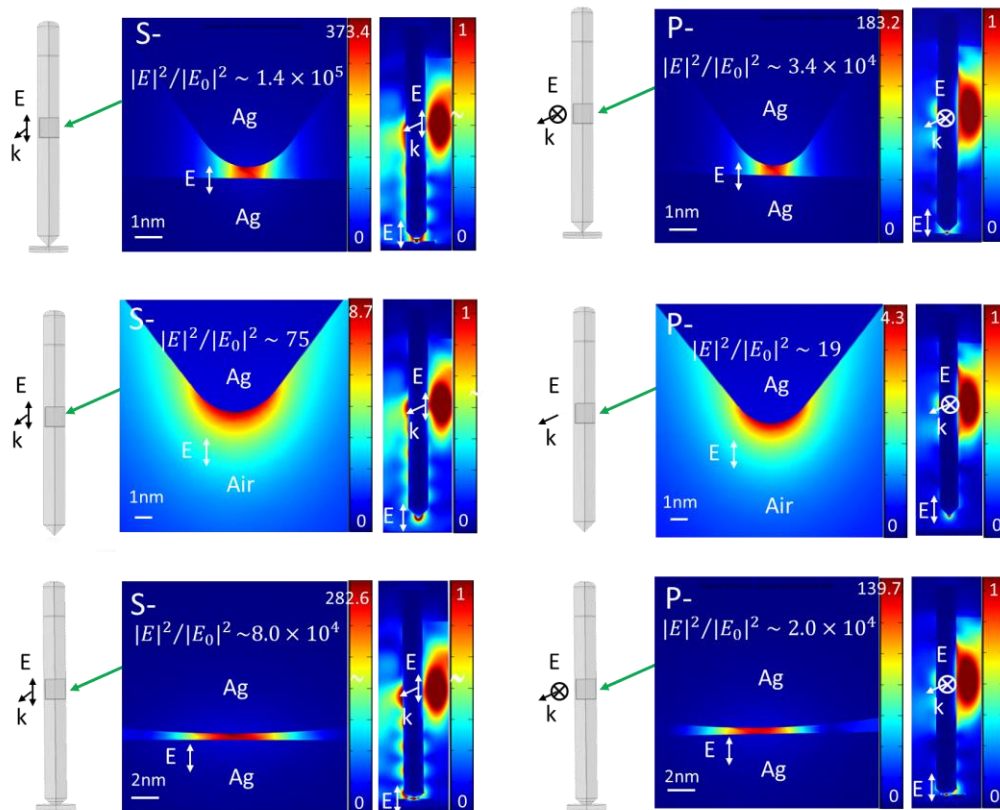 S-
373.4
1
|E|²/|E₀|² ~ 1.4 × 10⁵
E
k
Ag
E
k
~
E
1nm
Ag
0
E
0
P-
183.2
1
|E|²/|E₀|² ~ 3.4 × 10⁴
E
k
Ag
E
k
E
1nm
Ag
0
E
0
S-
8.7
1
|E|²/|E₀|² ~ 75
E
k
Ag
E
k
~
E
Air
1nm
0
E
0
P-
4.3
1
|E|²/|E₀|² ~ 19
E
k
Ag
E
k
E
Air
1nm
0
E
0
S-
282.6
1
|E|²/|E₀|² ~8.0 × 10⁴
E
k
Ag
~
E
k
~
E
2nm
Ag
0
E
0
P-
139.7
1
|E|²/|E₀|² ~ 2.0 × 10⁴
E
k
Ag
E
k
E
2nm
Ag
0
E
0